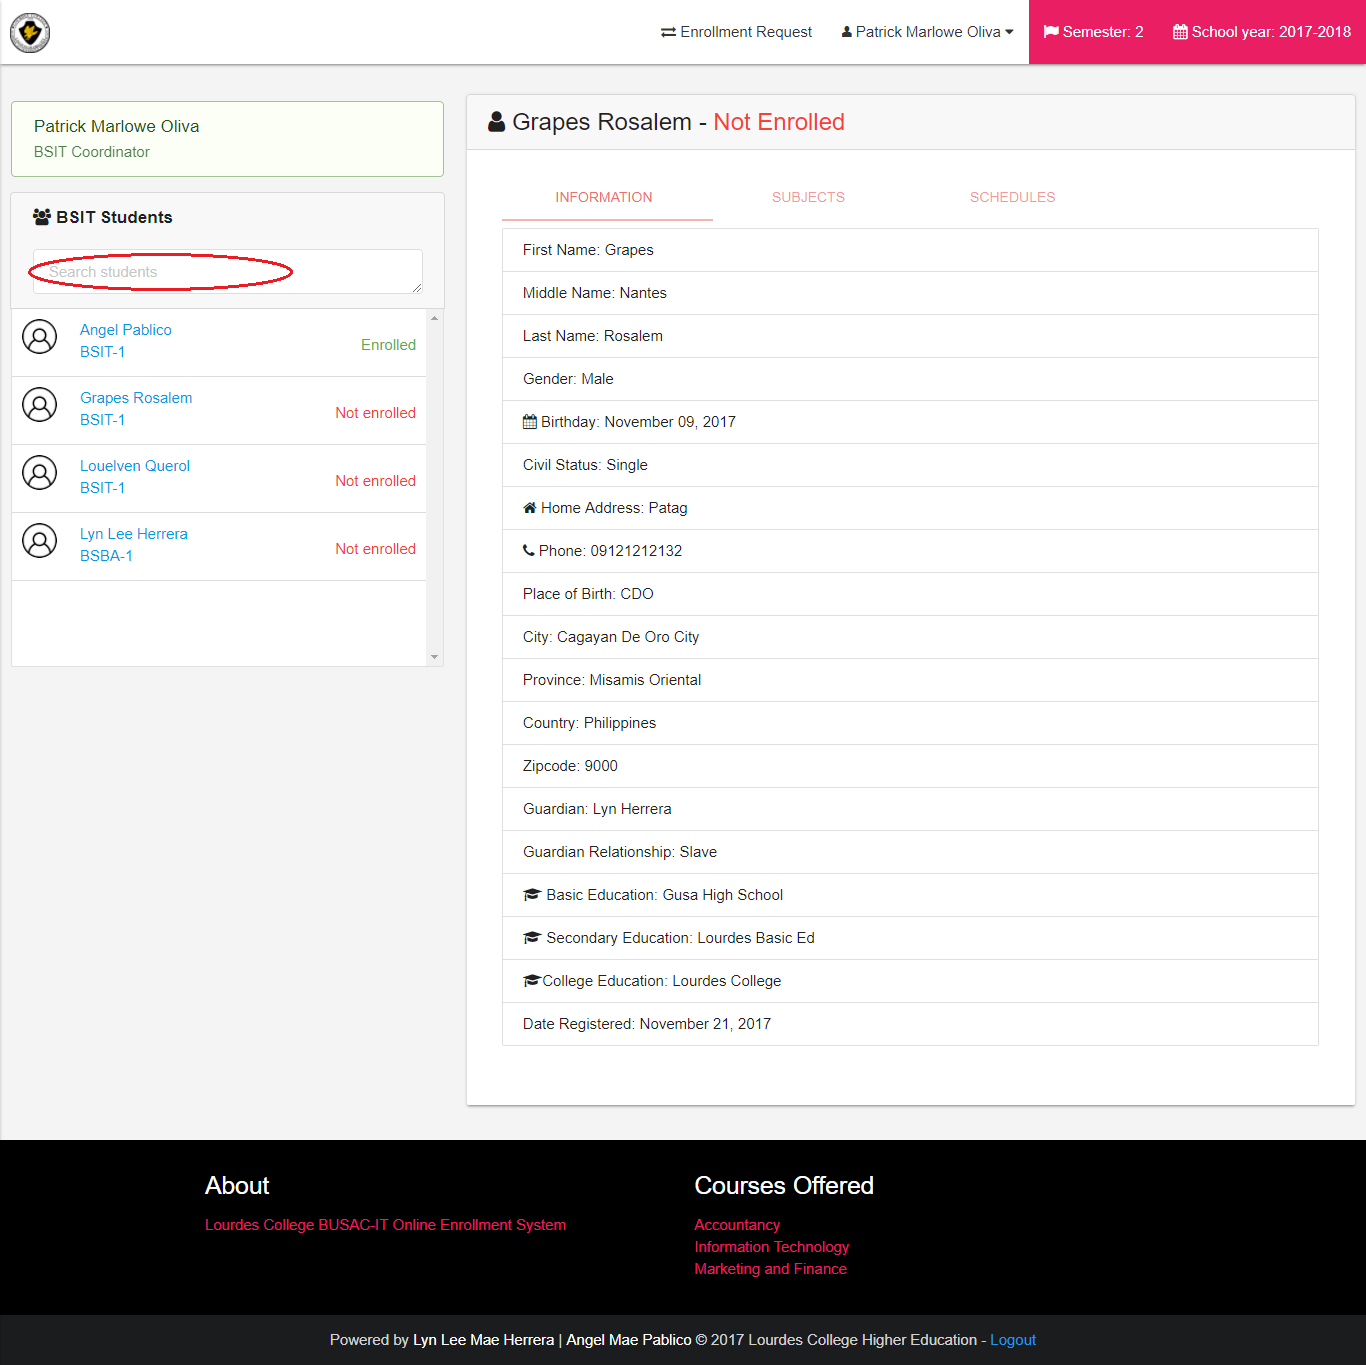 Enrollment Request
Patrick Marlowe Oliva
Semester: 2
School year: 2017-2018
Patrick Marlowe Oliva
BSIT Coordinator
BSIT Students
Search students
Angel Pablico
BSIT-1
Enrolled
Grapes Rosalem
BSIT-1
Not enrolled
Louelven Querol
BSIT-1
Not enrolled
Lyn Lee Herrera
BSBA-1
Not enrolled
Grapes Rosalem - Not Enrolled
INFORMATION SUBJECTS SCHEDULES
First Name: Grapes
Middle Name: Nantes
Last Name: Rosalem
Gender: Male
Birthday: November 09, 2017
Civil Status: Single
Home Address: Patag
Phone: 09121212132
Place of Birth: CDO
City: Cagayan De Oro City
Province: Misamis Oriental
Country: Philippines
Zipcode: 9000
Guardian: Lyn Herrera
Guardian Relationship: Slave
Basic Education: Gusa High School
Secondary Education: Lourdes Basic Ed
College Education: Lourdes College
Date Registered: November 21, 2017
About
Lourdes College BUSAC-IT Online Enrollment System
Courses Offered
Accountancy
Information Technology
Marketing and Finance
Powered by Lyn Lee Mae Herrera | Angel Mae Pablico © 2017 Lourdes College Higher Education - Logout